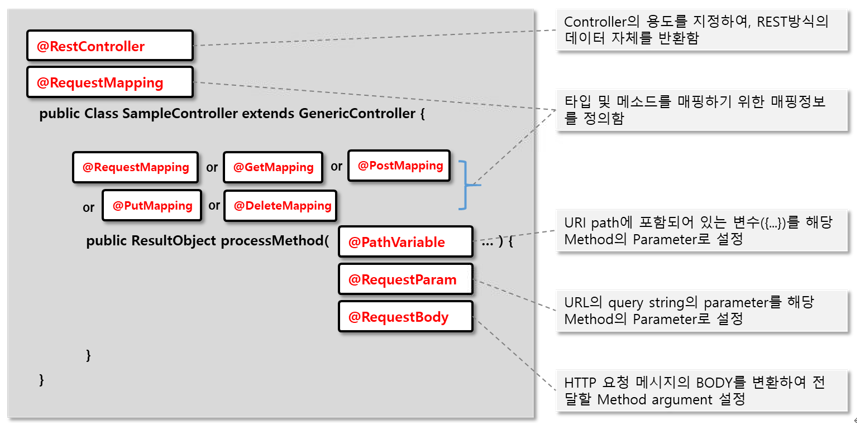 @RestController
@RequestMapping
public Class SampleController extends GenericController {
@RequestMapping or @GetMapping or @PostMapping
or @PutMapping or @DeleteMapping
public ResultObject processMethod( @PathVariable ... ) {
@RequestParam
@RequestBody
}
}
Controller의 용도를 지정하여, REST방식의
데이터 자체를 반환함
타입 및 메소드를 매핑하기 위한 매핑정보
를 정의함
URI path에 포함되어 있는 변수({...})를 해당
Method의 Parameter로 설정
URL의 query string의 parameter를 해당
Method의 Parameter로 설정
HTTP 요청 메시지의 BODY를 변환하여 전
달할 Method argument 설정